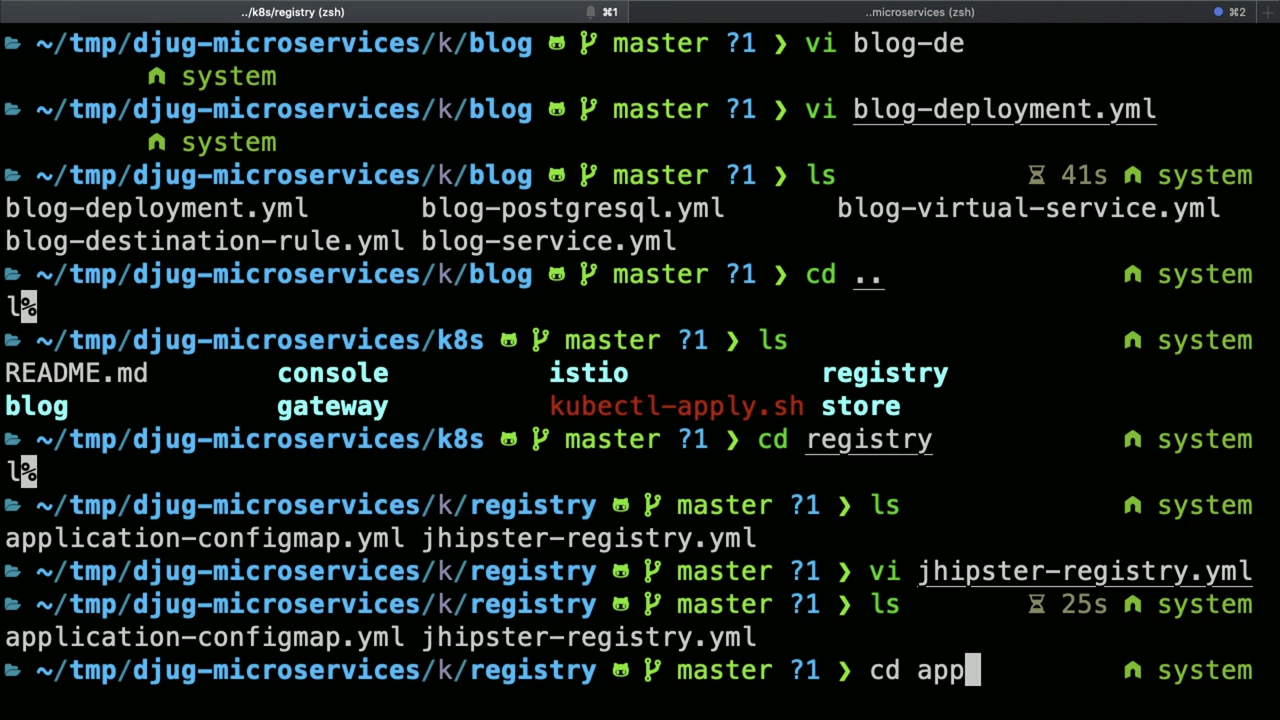 ../k8s/registry (zsh) ⌘1 ..microservices (zsh) ⌘2
~/tmp/djug-microservices/k/blog master ?1 ❯ vi blog-de
system
~/tmp/djug-microservices/k/blog master ?1 ❯ vi blog-deployment.yml
system
~/tmp/djug-microservices/k/blog master ?1 ❯ ls 41s system
blog-deployment.yml blog-postgresql.yml blog-virtual-service.yml
blog-destination-rule.yml blog-service.yml
~/tmp/djug-microservices/k/blog master ?1 ❯ cd .. system
l%
~/tmp/djug-microservices/k8s master ?1 ❯ ls system
README.md console istio registry
blog gateway kubectl-apply.sh store
~/tmp/djug-microservices/k8s master ?1 ❯ cd registry system
l%
~/tmp/djug-microservices/k/registry master ?1 ❯ ls system
application-configmap.yml jhipster-registry.yml
~/tmp/djug-microservices/k/registry master ?1 ❯ vi jhipster-registry.yml
~/tmp/djug-microservices/k/registry master ?1 ❯ ls 25s system
application-configmap.yml jhipster-registry.yml
~/tmp/djug-microservices/k/registry master ?1 ❯ cd app system